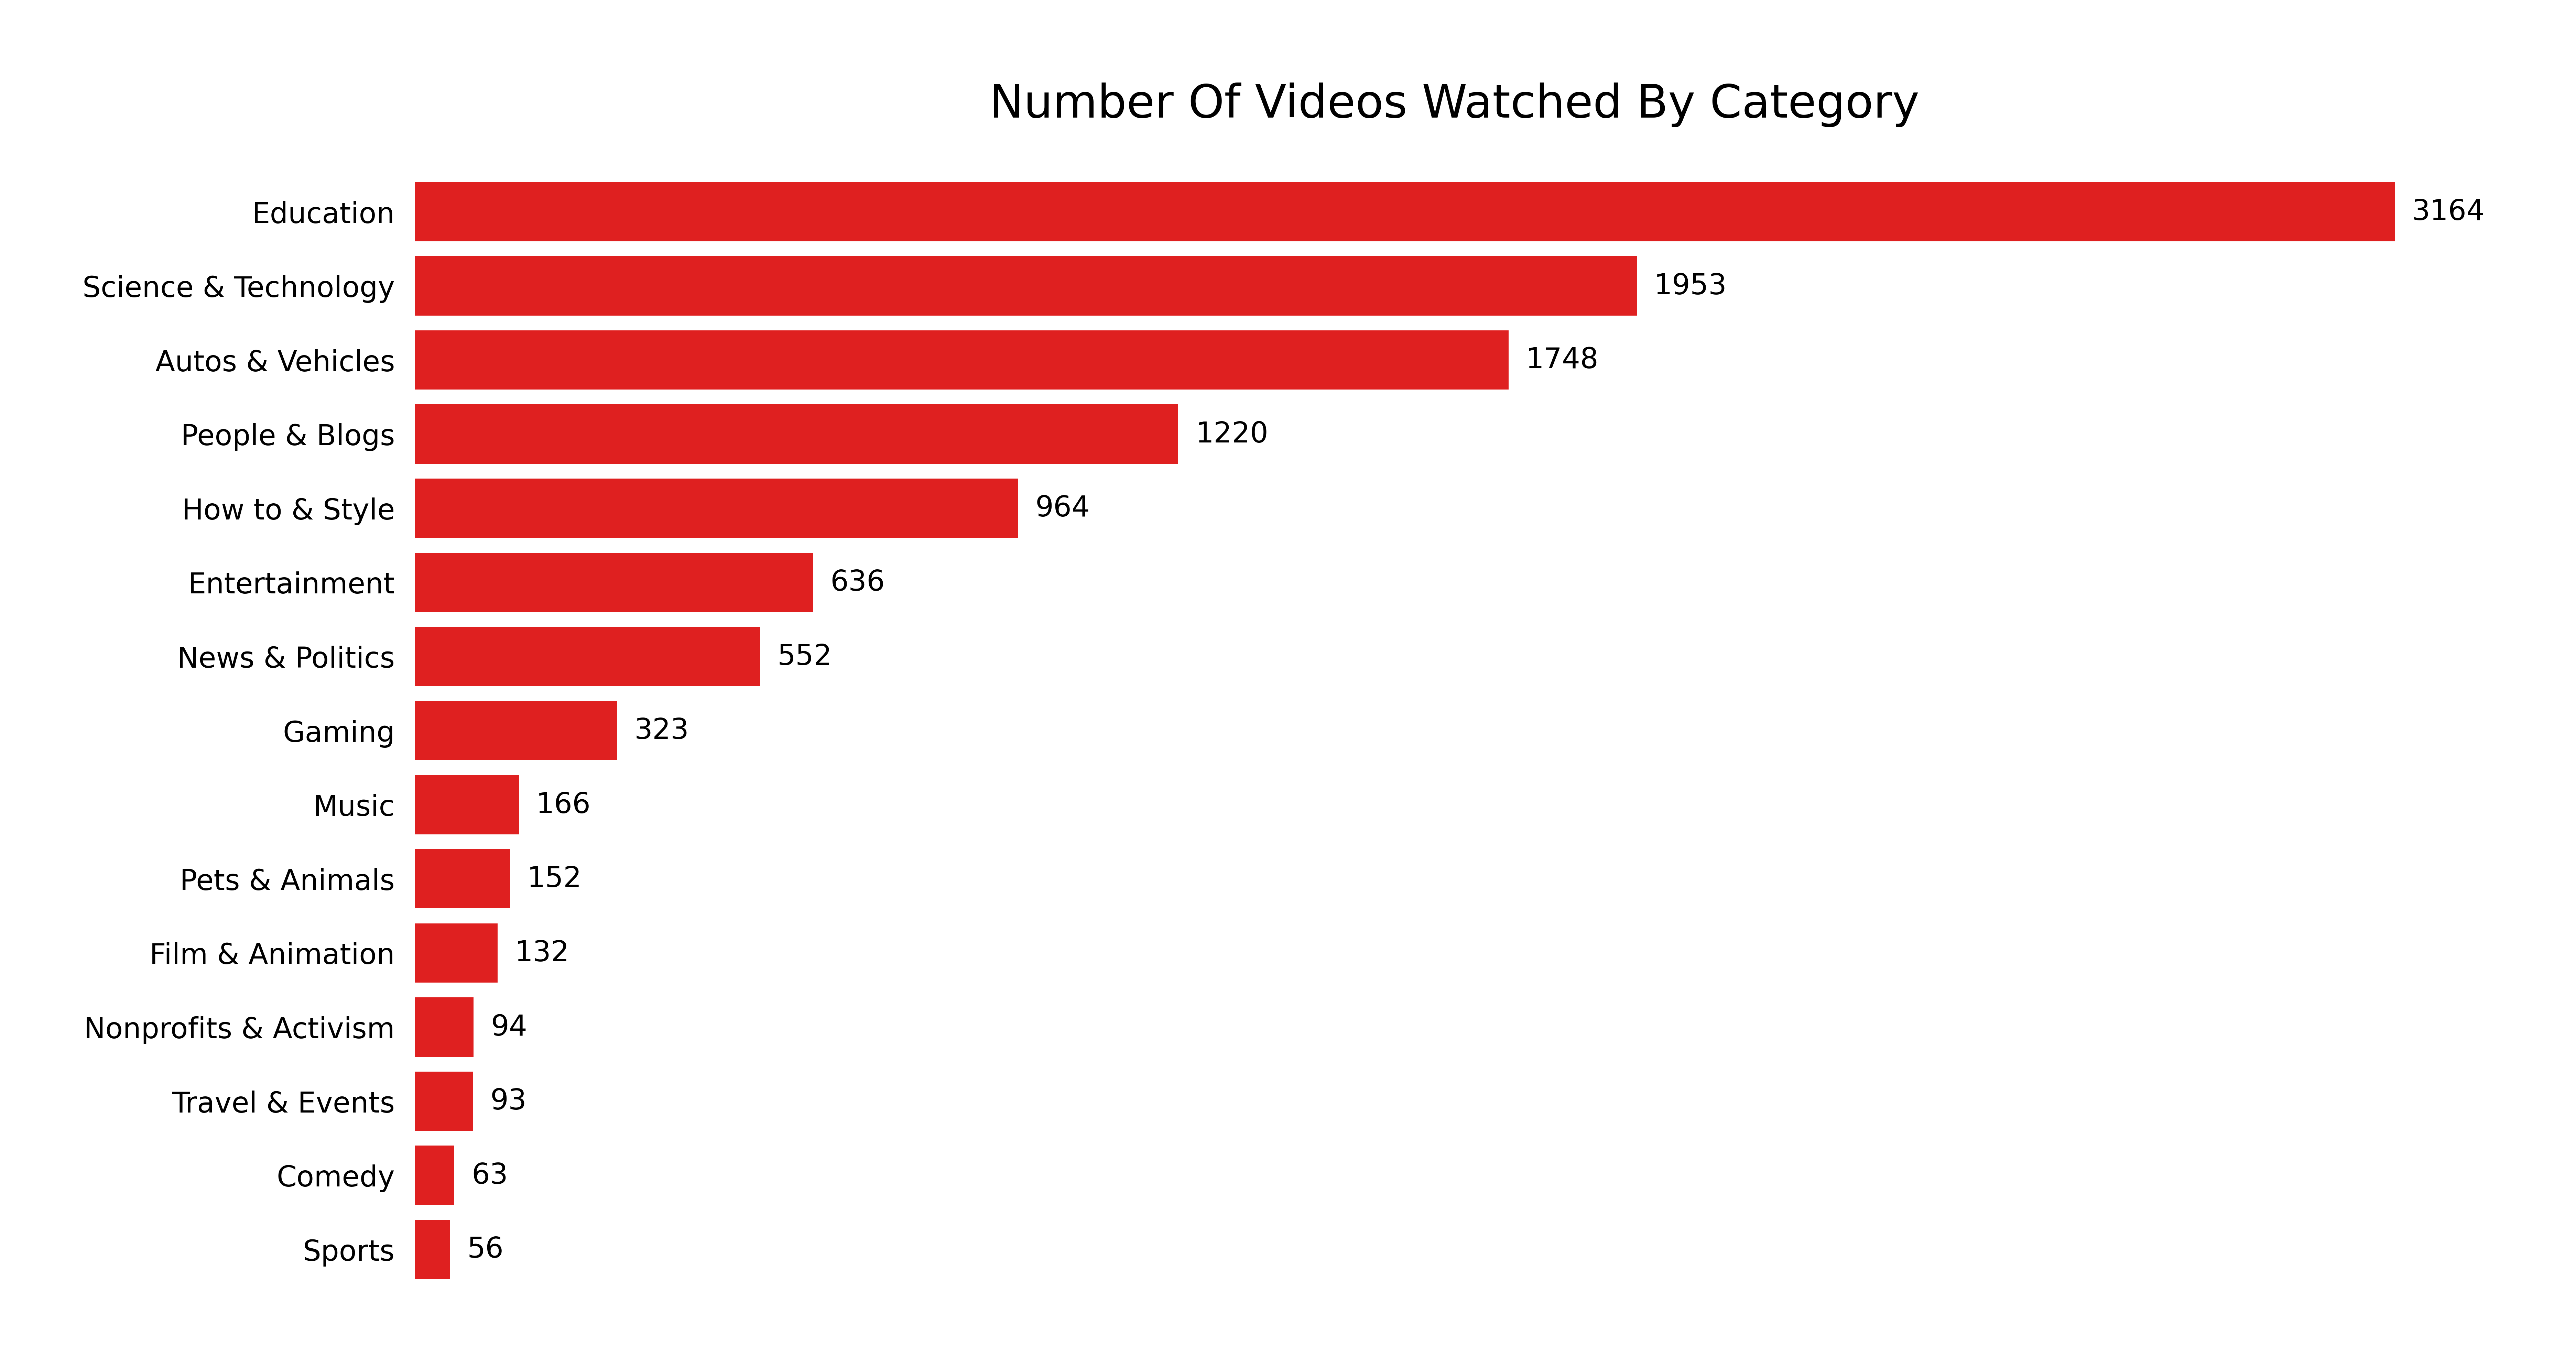 Number Of Videos Watched By Category
Education 3164
Science & Technology 1953
Autos & Vehicles 1748
People & Blogs 1220
How to & Style 964
Entertainment 636
News & Politics 552
Gaming 323
Music 166
Pets & Animals 152
Film & Animation 132
Nonprofits & Activism 94
Travel & Events 93
Comedy 63
Sports 56